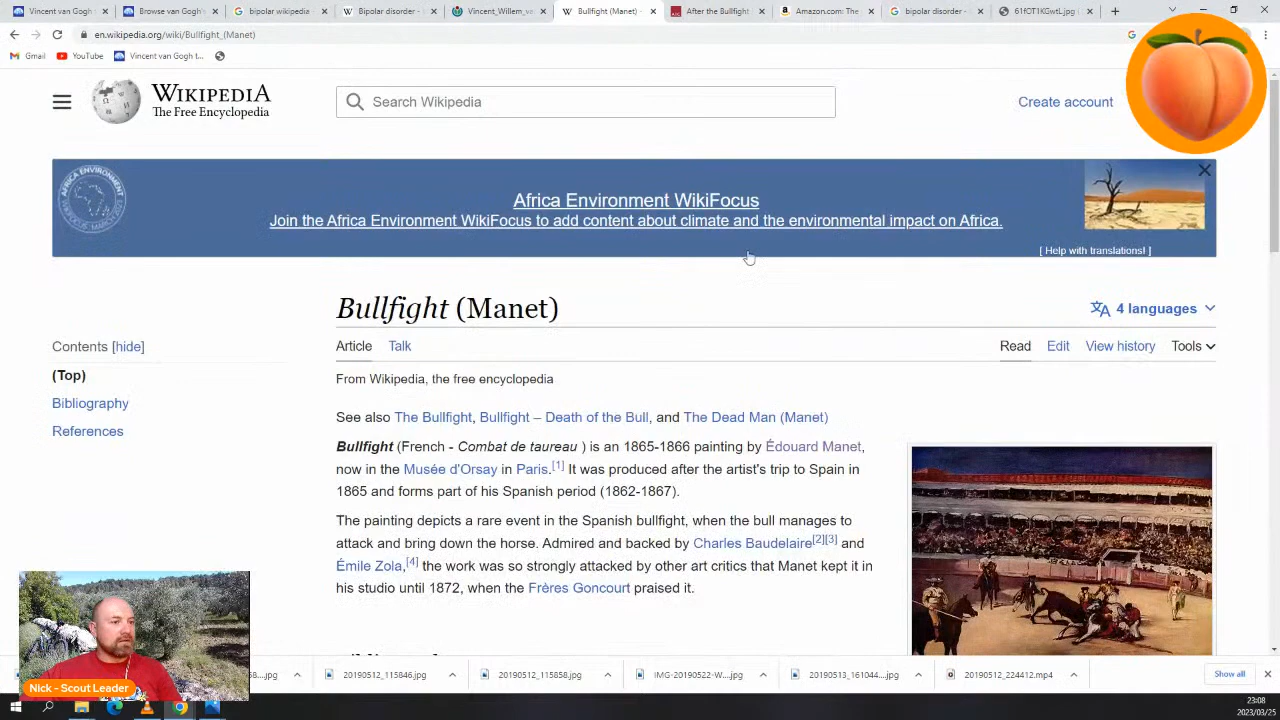 Vincent van Gogh
Browse van Gogh'
bipolar wikipedia
Bipolar disorder -
Vincent_Willem_va
Bullfight (Manet) -
After the Bullfight
Amazon.com: The
bipolar disorder -
61fOT1KGwtL.jpg
en.wikipedia.org/wiki/Bullfight_(Manet)
Gmail
YouTube
Vincent van Gogh t...
WIKIPEDIA
The Free Encyclopedia
Search Wikipedia
Create account
Africa Environment WikiFocus
Join the Africa Environment WikiFocus to add content about climate and the environmental impact on Africa.
[ Help with translations! ]
Bullfight (Manet)
4 languages
Contents [hide]
Article
Talk
Read
Edit
View history
Tools
(Top)
From Wikipedia, the free encyclopedia
Bibliography
See also The Bullfight, Bullfight – Death of the Bull, and The Dead Man (Manet)
References
Bullfight (French - Combat de taureau ) is an 1865-1866 painting by Édouard Manet,
now in the Musée d'Orsay in Paris.[1] It was produced after the artist's trip to Spain in
1865 and forms part of his Spanish period (1862-1867).
The painting depicts a rare event in the Spanish bullfight, when the bull manages to
attack and bring down the horse. Admired and backed by Charles Baudelaire[2][3] and
Émile Zola,[4] the work was so strongly attacked by other art critics that Manet kept it in
his studio until 1872, when the Frères Goncourt praised it.
20190512_115846.jpg
IMG-20190522-W....jpg
20190513_161044....jpg
20190512_224412.mp4
Show all
Nick - Scout Leader
23:08
2023/03/25